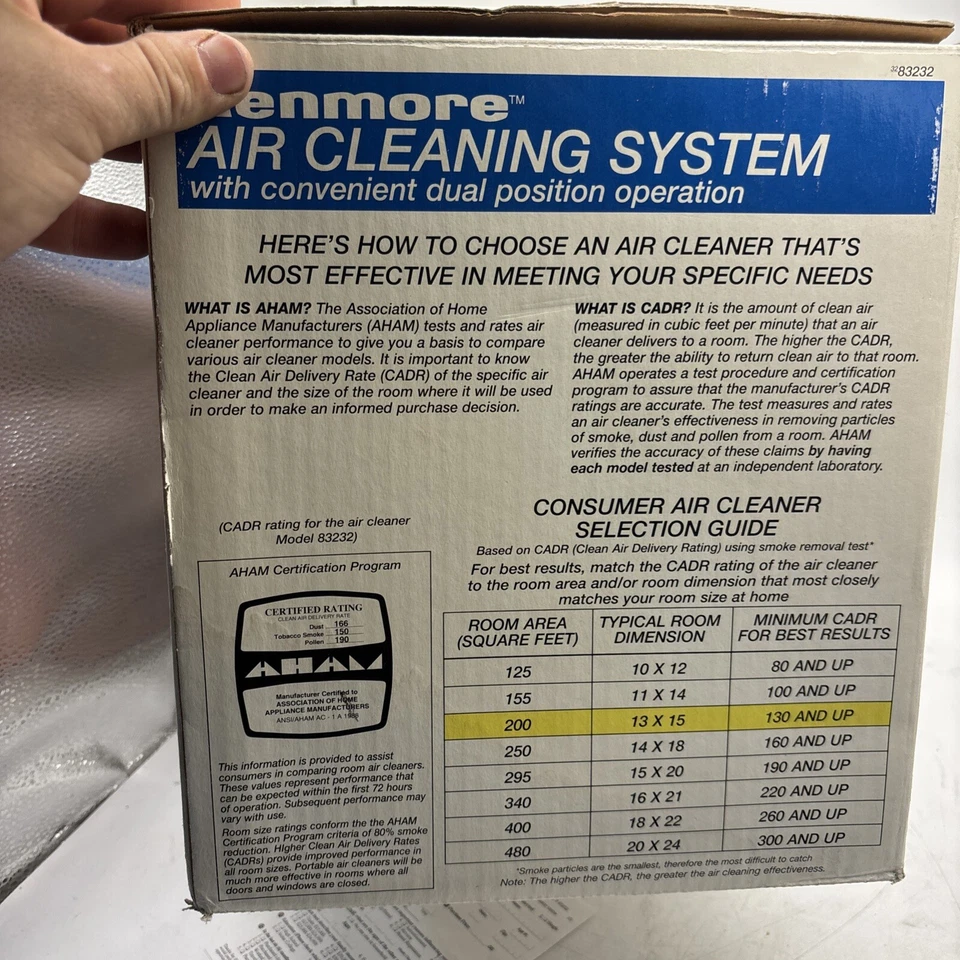 3283232
enmore™
AIR CLEANING SYSTEM
with convenient dual position operation
HERE'S HOW TO CHOOSE AN AIR CLEANER THAT'S
MOST EFFECTIVE IN MEETING YOUR SPECIFIC NEEDS
WHAT IS AHAM? The Association of Home
Appliance Manufacturers (AHAM) tests and rates air
cleaner performance to give you a basis to compare
various air cleaner models. It is important to know
the Clean Air Delivery Rate (CADR) of the specific air
cleaner and the size of the room where it will be used
in order to make an informed purchase decision.
WHAT IS CADR? It is the amount of clean air
(measured in cubic feet per minute) that an air
cleaner delivers to a room. The higher the CADR,
the greater the ability to return clean air to that room.
AHAM operates a test procedure and certification
program to assure that the manufacturer's CADR
ratings are accurate. The test measures and rates
an air cleaner's effectiveness in removing particles
of smoke, dust and pollen from a room. AHAM
verifies the accuracy of these claims by having
each model tested at an independent laboratory.
(CADR rating for the air cleaner
Model 83232)
AHAM Certification Program
CERTIFIED RATING
CLEAN AIR DELIVERY RATE
Dust 166
Tobacco Smoke 150
Pollen 190
AHAM
Manufacturer Certified to
ASSOCIATION OF HOME
APPLIANCE MANUFACTURERS
ANSI/AHAM AC - 1 A
This information is provided to assist
consumers in comparing room air cleaners.
These values represent performance that
can be expected within the first 72 hours
of operation. Subsequent performance may
vary with use.
Room size ratings conform the the AHAM
Certification Program criteria of 80% smoke
reduction. HIgher Clean Air Delivery Rates
(CADRs) provide improved performance in
all room sizes. Portable air cleaners will be
much more effective in rooms where all
doors and windows are closed.
CONSUMER AIR CLEANER
SELECTION GUIDE
Based on CADR (Clean Air Delivery Rating) using smoke removal test*
For best results, match the CADR rating of the air cleaner
to the room area and/or room dimension that most closely
matches your room size at home
ROOM AREA (SQUARE FEET) TYPICAL ROOM DIMENSION MINIMUM CADR FOR BEST RESULTS
125 10 X 12 80 AND UP
155 11 X 14 100 AND UP
200 13 X 15 130 AND UP
250 14 X 18 160 AND UP
295 15 X 20 190 AND UP
340 16 X 21 220 AND UP
400 18 X 22 260 AND UP
480 20 X 24 300 AND UP
*Smoke particles are the smallest, therefore the most difficult to catch
Note: The higher the CADR, the greater the air cleaning effectiveness.